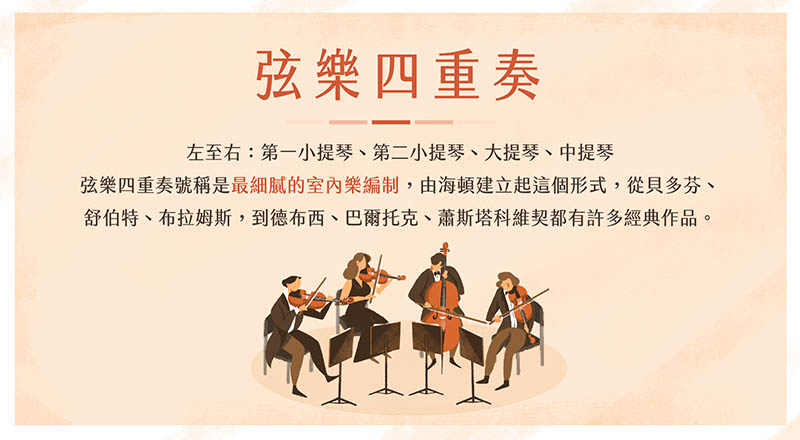 弦樂四重奏
左至右：第一小提琴、第二小提琴、大提琴、中提琴
弦樂四重奏號稱是最細膩的室內樂編制，由海頓建立起這個形式，從貝多芬、
舒伯特、布拉姆斯，到德布西、巴爾托克、蕭斯塔科維契都有許多經典作品。